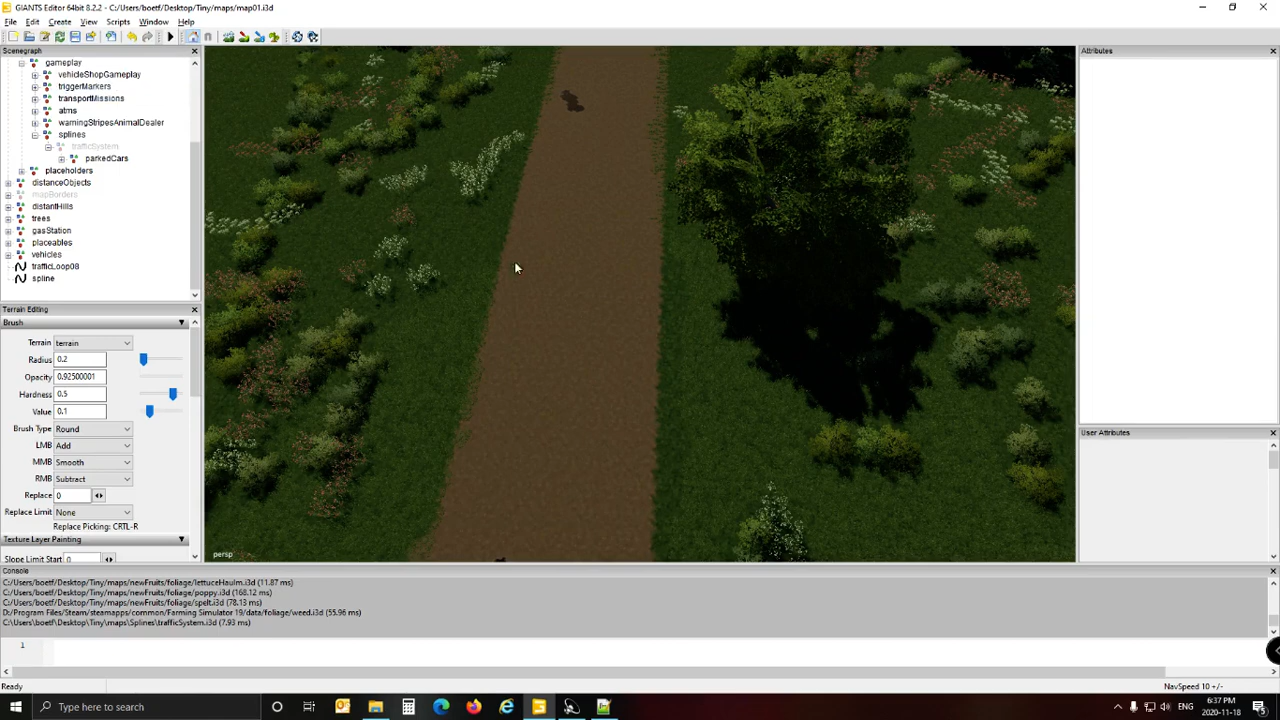 GIANTS Editor 64bit 8.2.2 - C:/Users/boetf/Desktop/Tiny/maps/map01.i3d
File Edit Create View Scripts Window Help
Scenegraph
gameplay
vehicleShopGameplay
triggerMarkers
transportMissions
atms
warningStripesAnimalDealer
splines
trafficSystem
parkedCars
placeholders
distanceObjects
mapBorders
distantHills
trees
gasStation
placeables
vehicles
trafficLoop08
spline
Terrain Editing
Brush
Terrain terrain
Radius 0.2
Opacity 0.92500001
Hardness 0.5
Value 0.1
Brush Type Round
LMB Add
MMB Smooth
RMB Subtract
Replace 0
Replace Limit None
Replace Picking: CRTL-R
Texture Layer Painting
Slope Limit Start 0
persp
Attributes
User Attributes
Console
C:/Users/boetf/Desktop/Tiny/maps/newFruits/foliage/lettuceHaulm.i3d (11.87 ms)
C:/Users/boetf/Desktop/Tiny/maps/newFruits/foliage/poppy.i3d (168.12 ms)
C:/Users/boetf/Desktop/Tiny/maps/newFruits/foliage/spelt.i3d (78.13 ms)
D:/Program Files/Steam/steamapps/common/Farming Simulator 19/data/foliage/weed.i3d (55.96 ms)
C:\Users\boetf\Desktop\Tiny\maps\Splines\trafficSystem.i3d (7.93 ms)
1
Ready
NavSpeed 10 +/-
Type here to search
ENG
6:37 PM
2020-11-18